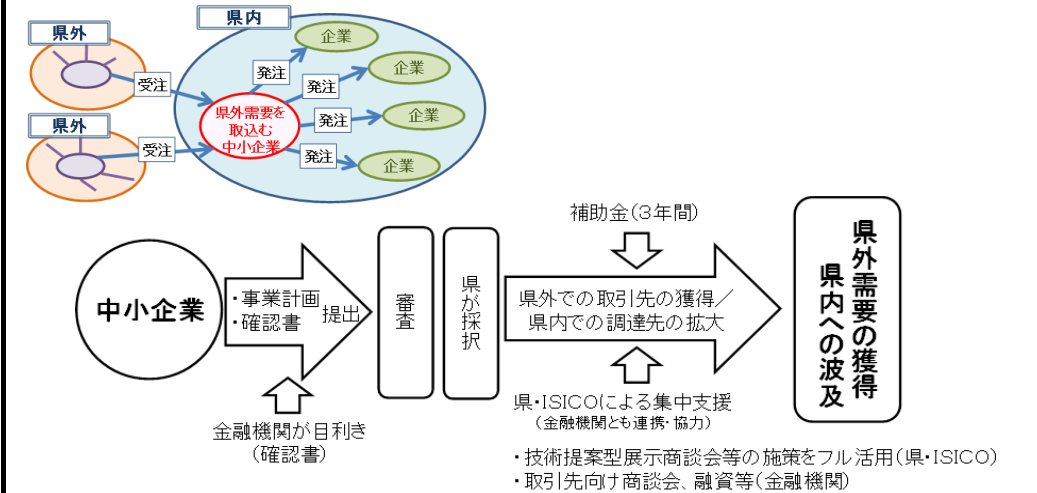 県内
県外
企業
受注
発注
企業
発注
県外需要を
取込む
中小企業
発注
企業
県外
受注
発注
企業
補助金(3年間)
中小企業
・事業計画
・確認書
提出
審査
県が採択
県外での取引先の獲得/
県内での調達先の拡大
県外需要の獲得
県内への波及
金融機関が目利き
(確認書)
県・ISICOによる集中支援
(金融機関とも連携・協力)
・技術提案型展示商談会等の施策をフル活用(県・ISICO)
・取引先向け商談会、融資等(金融機関)